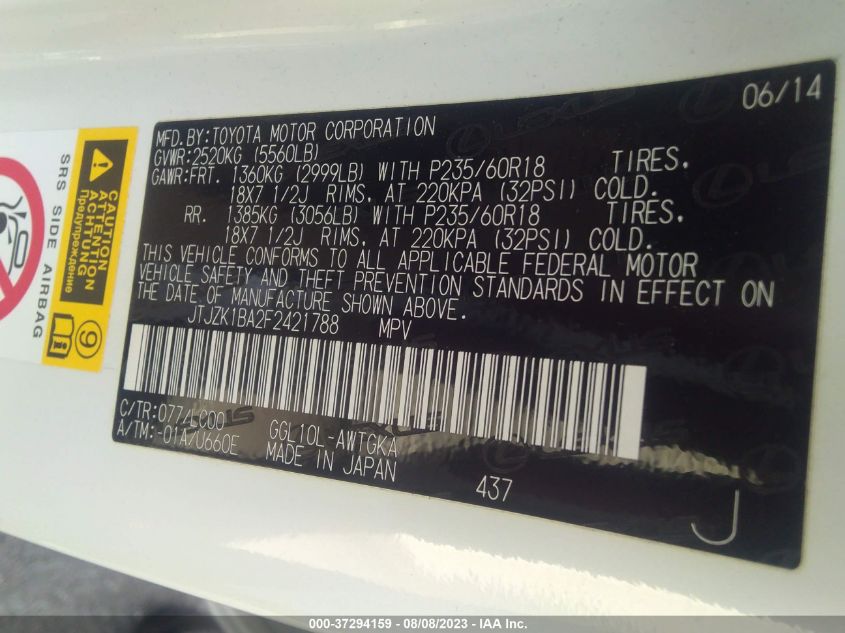 06/14
MFD.BY:TOYOTA MOTOR CORPORATION
GVWR:2520KG (5560LB)
GAWR:FRT. 1360KG (2999LB) WITH P235/60R18 TIRES.
18X7 1/2J RIMS, AT 220KPA (32PSI) COLD.
RR. 1385KG (3056LB) WITH P235/60R18 TIRES.
18X7 1/2J RIMS, AT 220KPA (32PSI) COLD.
THIS VEHICLE CONFORMS TO ALL APPLICABLE FEDERAL MOTOR
VEHICLE SAFETY AND THEFT PREVENTION STANDARDS IN EFFECT ON
THE DATE OF MANUFACTURE SHOWN ABOVE.
JTJZK1BA2F2421788 MPV
C/TR:077/LC00
A/TM:-01A/U660E
GGL10L-AWTGKA
MADE IN JAPAN
437
J
LEXUS
SRS SIDE AIRBAG
CAUTION
ATTENTION
ACHTUNG
Предупреждение
9
000-37294159 - 08/08/2023 - IAA Inc.